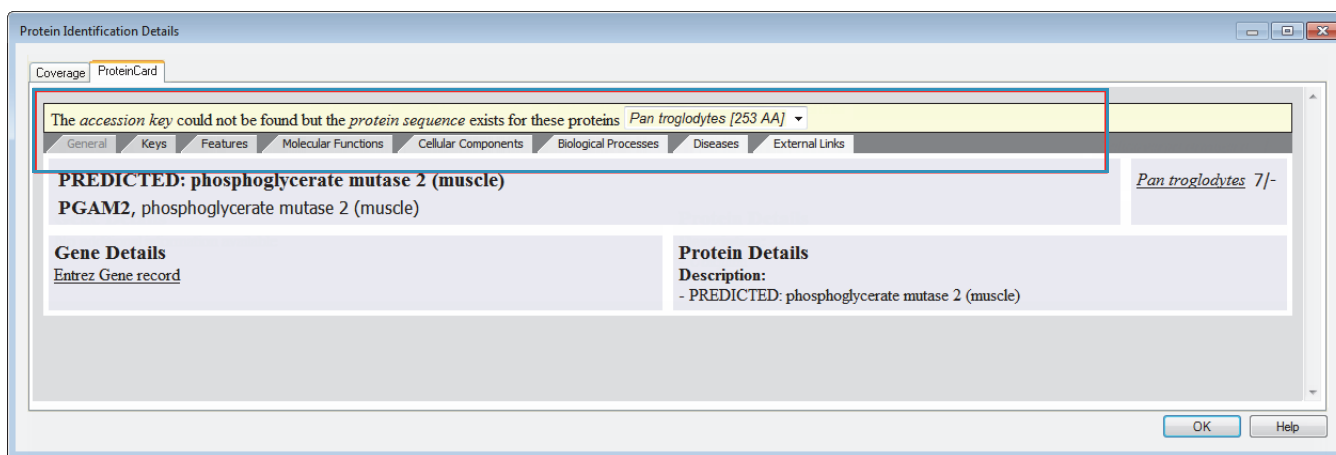 Protein Identification Details
Coverage ProteinCard
The accession key could not be found but the protein sequence exists for these proteins Pan troglodytes [253 AA]
General Keys Features Molecular Functions Cellular Components Biological Processes Diseases External Links
PREDICTED: phosphoglycerate mutase 2 (muscle) Pan troglodytes 7/-
PGAM2, phosphoglycerate mutase 2 (muscle)
Gene Details
Entrez Gene record
Protein Details
Description:
- PREDICTED: phosphoglycerate mutase 2 (muscle)
OK Help